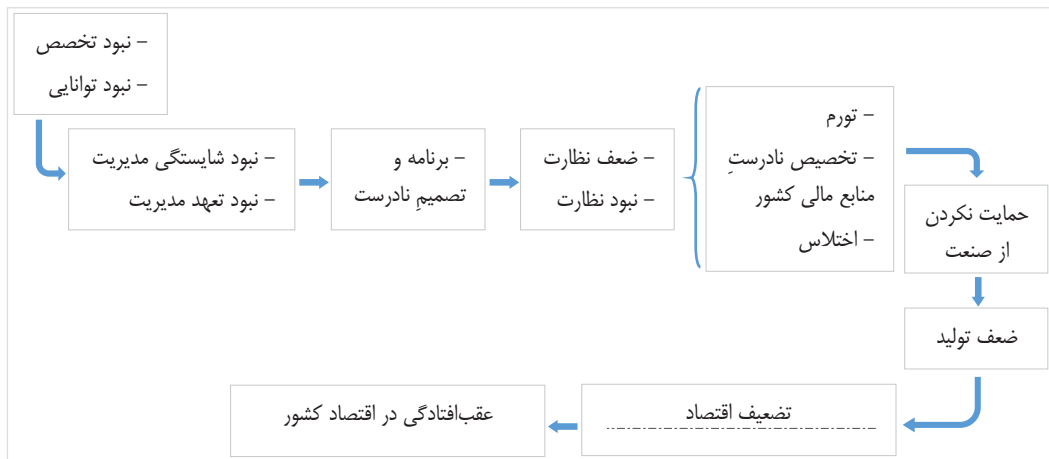 – نبود تخصص
– نبود توانایی
– نبود شایستگی مدیریت
– نبود تعهد مدیریت
– برنامه و
تصمیمِ نادرست
– ضعف نظارت
– نبود نظارت
– تورم
– تخصیص نادرستِ
منابع مالی کشور
– اختلاس
حمایت نکردن
از صنعت
ضعف تولید
تضعیف اقتصاد
عقب‌افتادگی در اقتصاد کشور